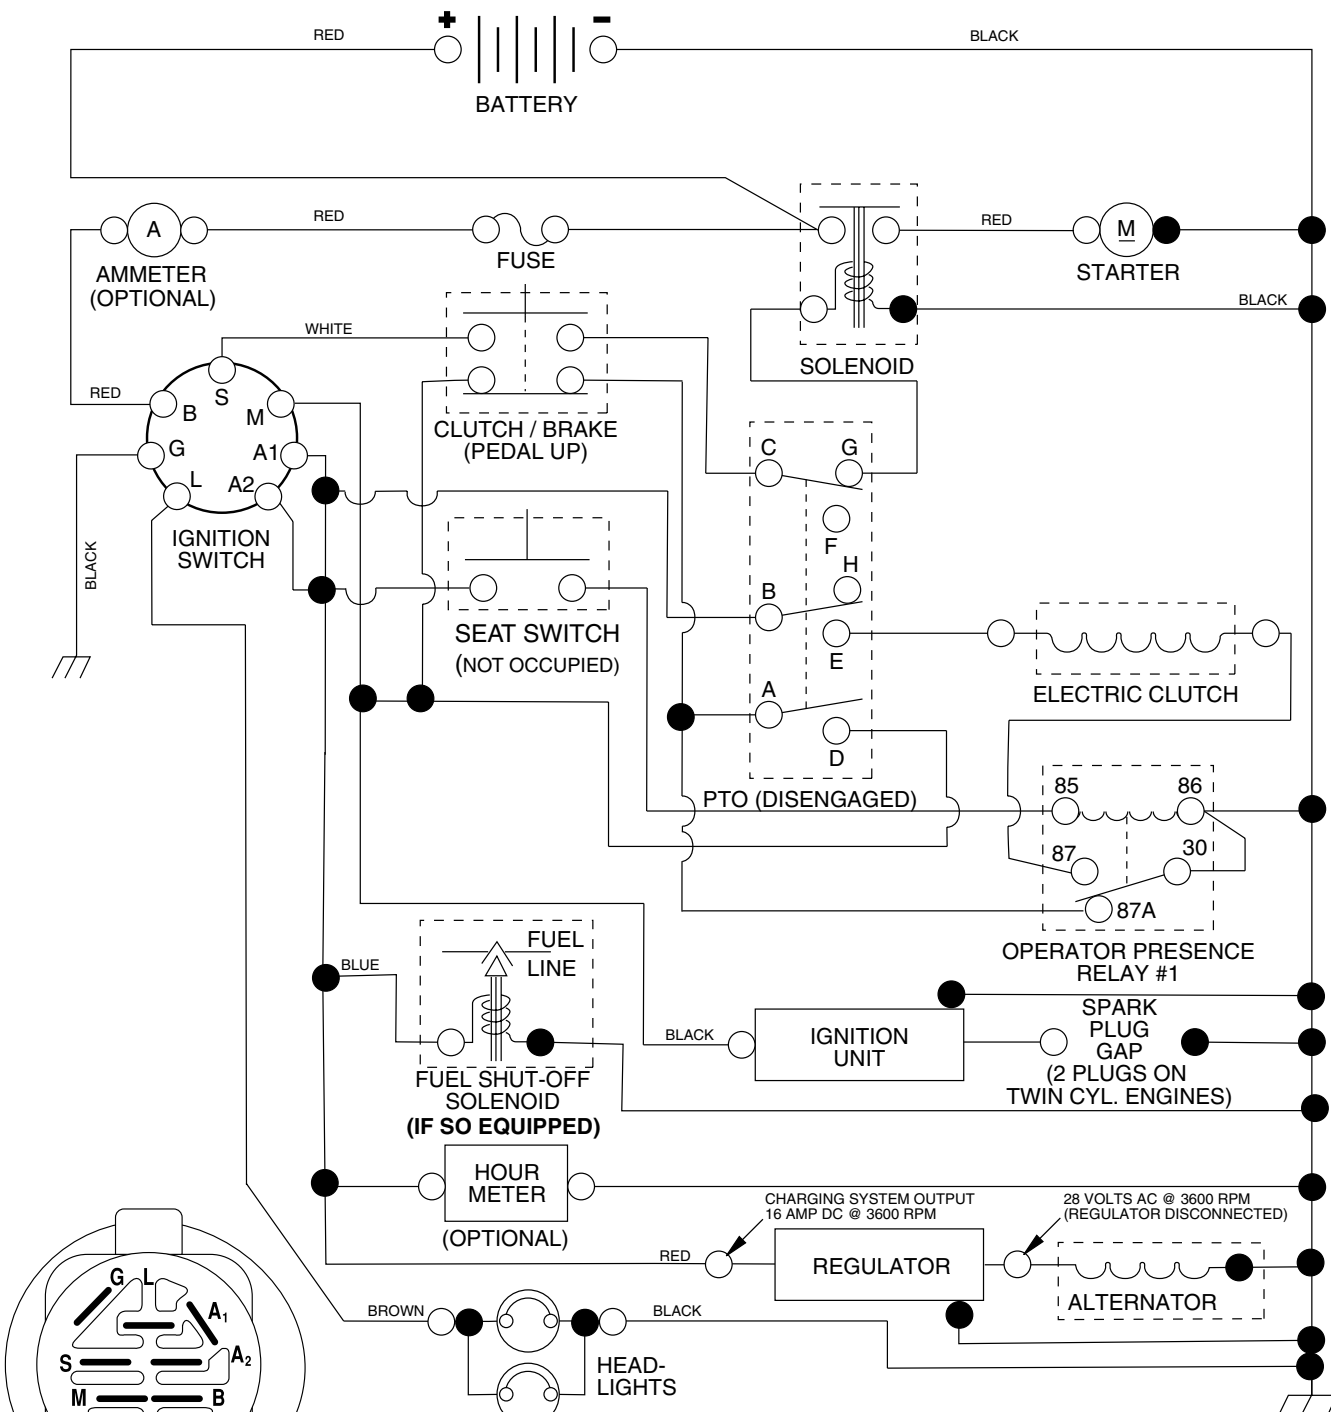 + −
RED
BLACK
BATTERY
RED
A
AMMETER
(OPTIONAL)
FUSE
RED
M
STARTER
BLACK
SOLENOID
WHITE
RED
S
B
M
G
A1
L
A2
IGNITION
SWITCH
BLACK
CLUTCH / BRAKE
(PEDAL UP)
C
G
F
H
B
E
A
D
PTO (DISENGAGED)
SEAT SWITCH
(NOT OCCUPIED)
ELECTRIC CLUTCH
85
86
87
30
87A
OPERATOR PRESENCE
RELAY #1
BLUE
FUEL
LINE
FUEL SHUT-OFF
SOLENOID
(IF SO EQUIPPED)
BLACK
IGNITION
UNIT
SPARK
PLUG
GAP
(2 PLUGS ON
TWIN CYL. ENGINES)
HOUR
METER
(OPTIONAL)
CHARGING SYSTEM OUTPUT
16 AMP DC @ 3600 RPM
28 VOLTS AC @ 3600 RPM
(REGULATOR DISCONNECTED)
RED
REGULATOR
ALTERNATOR
BROWN
BLACK
HEAD-
LIGHTS
G
L
A1
S
A2
M
B